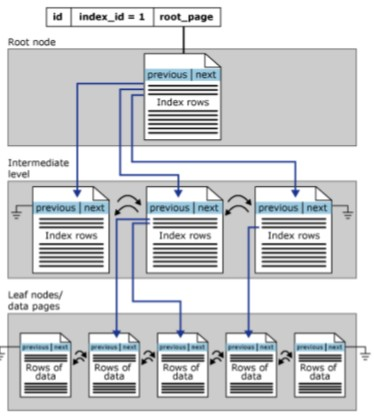 id index_id = 1 root_page
Root node
previous next
Index rows
Intermediate
level
previous next previous next previous next
Index rows Index rows Index rows
Leaf nodes/
data pages
previous next previous next previous next previous next previous next
Rows of Rows of Rows of Rows of Rows of
data data data data data